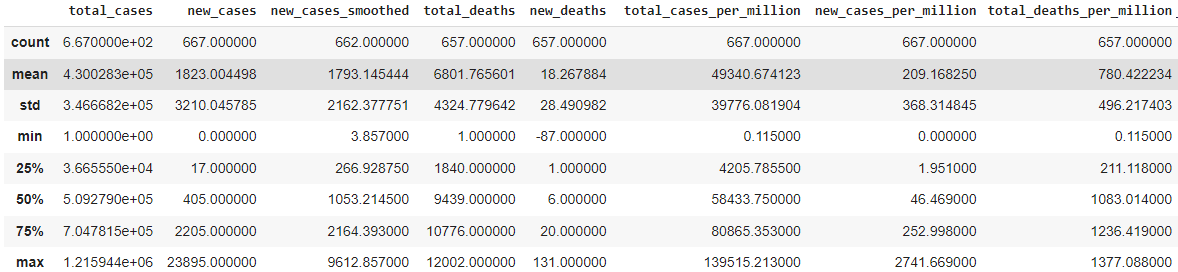 total_cases new_cases new_cases_smoothed total_deaths new_deaths total_cases_per_million new_cases_per_million total_deaths_per_million
count 6.670000e+02 667.000000 662.000000 657.000000 657.000000 667.000000 667.000000 657.000000
mean 4.300283e+05 1823.004498 1793.145444 6801.765601 18.267884 49340.674123 209.168250 780.422234
std 3.466682e+05 3210.045785 2162.377751 4324.779642 28.490982 39776.081904 368.314845 496.217403
min 1.000000e+00 0.000000 3.857000 1.000000 -87.000000 0.115000 0.000000 0.115000
25% 3.665550e+04 17.000000 266.928750 1840.000000 1.000000 4205.785500 1.951000 211.118000
50% 5.092790e+05 405.000000 1053.214500 9439.000000 6.000000 58433.750000 46.469000 1083.014000
75% 7.047815e+05 2205.000000 2164.393000 10776.000000 20.000000 80865.353000 252.998000 1236.419000
max 1.215944e+06 23895.000000 9612.857000 12002.000000 131.000000 139515.213000 2741.669000 1377.088000